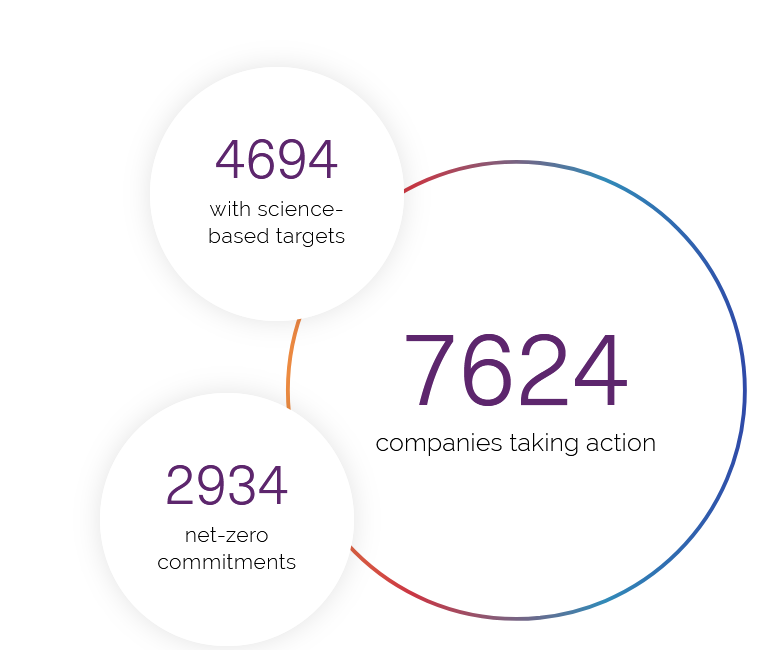 4694
with science-
based targets
7624
companies taking action
2934
net-zero
commitments